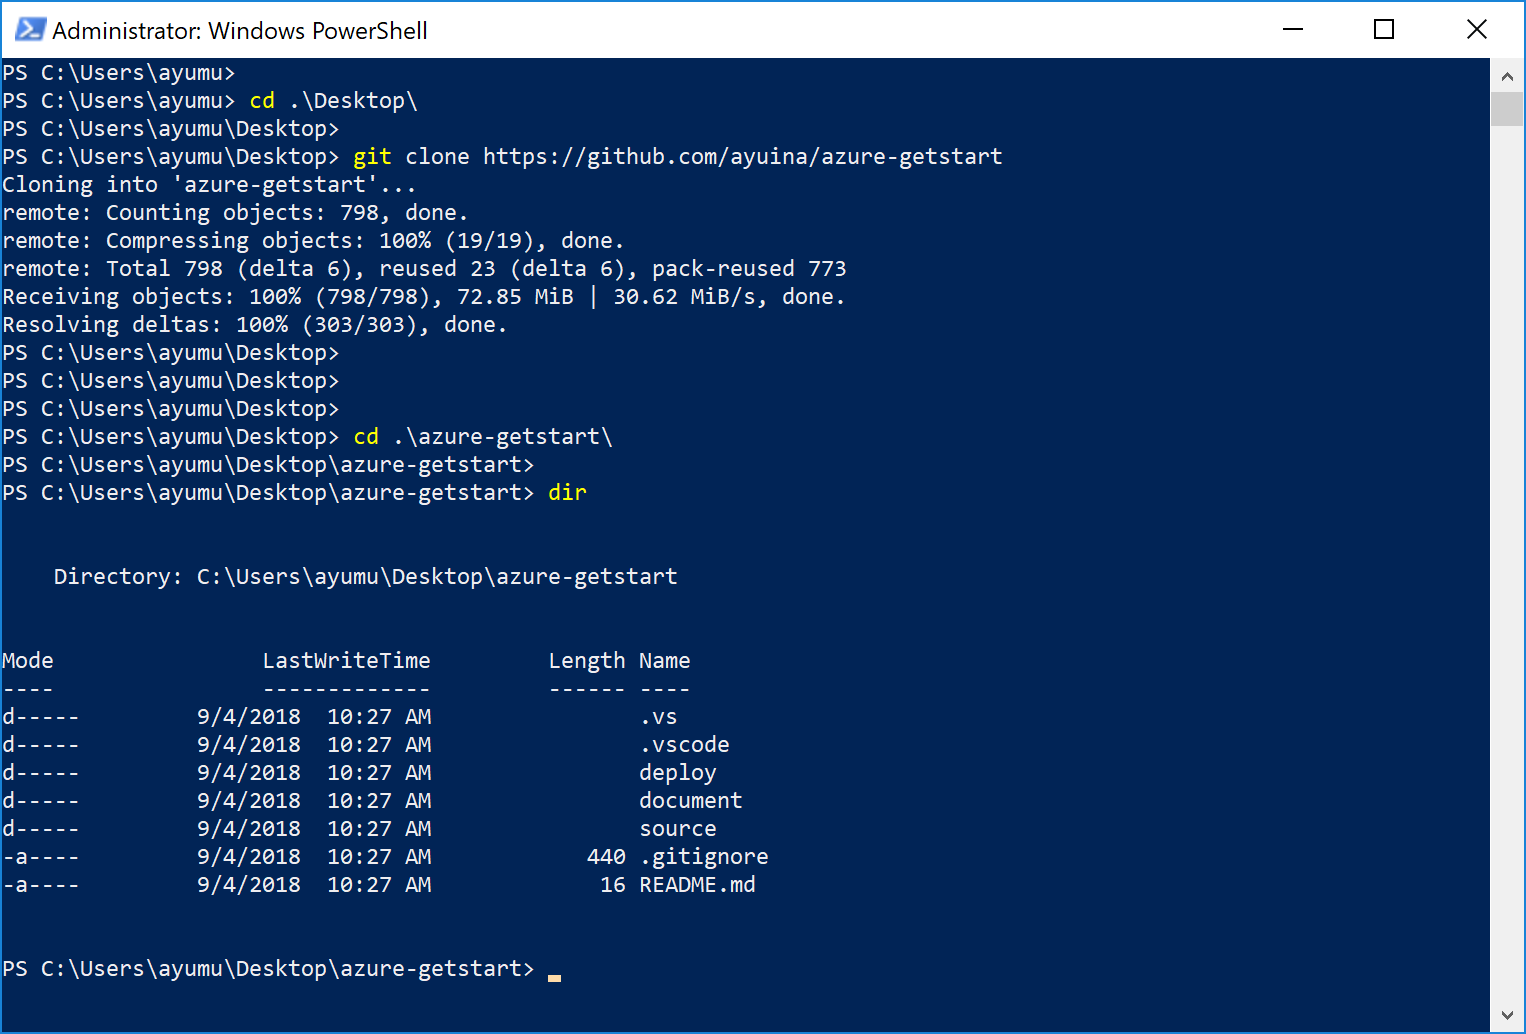 Administrator: Windows PowerShell
PS C:\Users\ayumu>
PS C:\Users\ayumu> cd .\Desktop\
PS C:\Users\ayumu\Desktop>
PS C:\Users\ayumu\Desktop> git clone https://github.com/ayuina/azure-getstart
Cloning into 'azure-getstart'...
remote: Counting objects: 798, done.
remote: Compressing objects: 100% (19/19), done.
remote: Total 798 (delta 6), reused 23 (delta 6), pack-reused 773
Receiving objects: 100% (798/798), 72.85 MiB | 30.62 MiB/s, done.
Resolving deltas: 100% (303/303), done.
PS C:\Users\ayumu\Desktop>
PS C:\Users\ayumu\Desktop>
PS C:\Users\ayumu\Desktop>
PS C:\Users\ayumu\Desktop> cd .\azure-getstart\
PS C:\Users\ayumu\Desktop\azure-getstart>
PS C:\Users\ayumu\Desktop\azure-getstart> dir
    Directory: C:\Users\ayumu\Desktop\azure-getstart
Mode                LastWriteTime         Length Name
----                -------------         ------ ----
d-----         9/4/2018  10:27 AM                .vs
d-----         9/4/2018  10:27 AM                .vscode
d-----         9/4/2018  10:27 AM                deploy
d-----         9/4/2018  10:27 AM                document
d-----         9/4/2018  10:27 AM                source
-a----         9/4/2018  10:27 AM            440 .gitignore
-a----         9/4/2018  10:27 AM             16 README.md
PS C:\Users\ayumu\Desktop\azure-getstart>